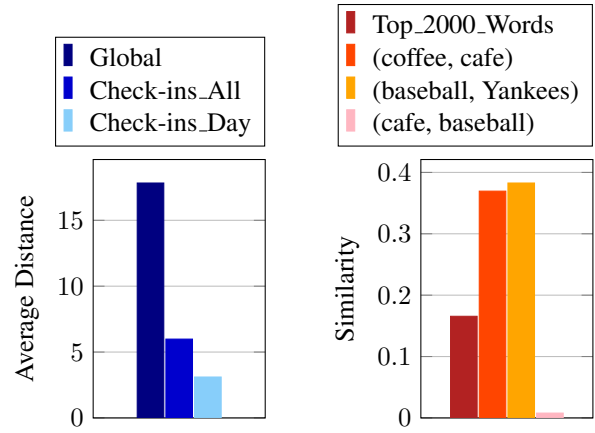 Global
Check-ins_All
Check-ins_Day
Average Distance
15
10
5
0
Top_2000_Words
(coffee, cafe)
(baseball, Yankees)
(cafe, baseball)
Similarity
0.4
0.3
0.2
0.1
0